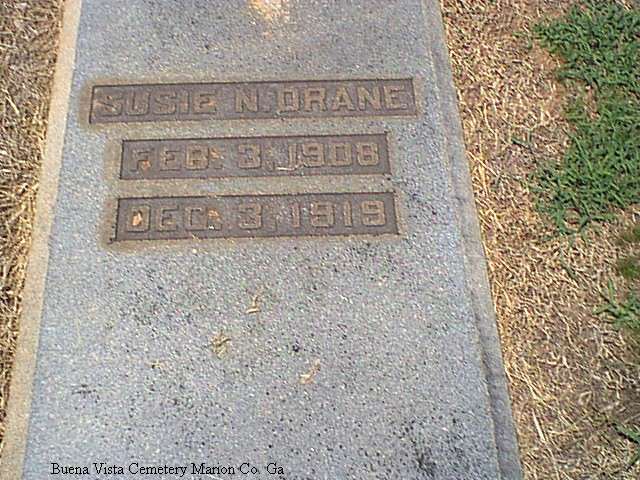 SUSIE N. DRANE
FEB. 3, 1908
DEC. 3, 1919
Buena Vista Cemetery Marion Co. Ga